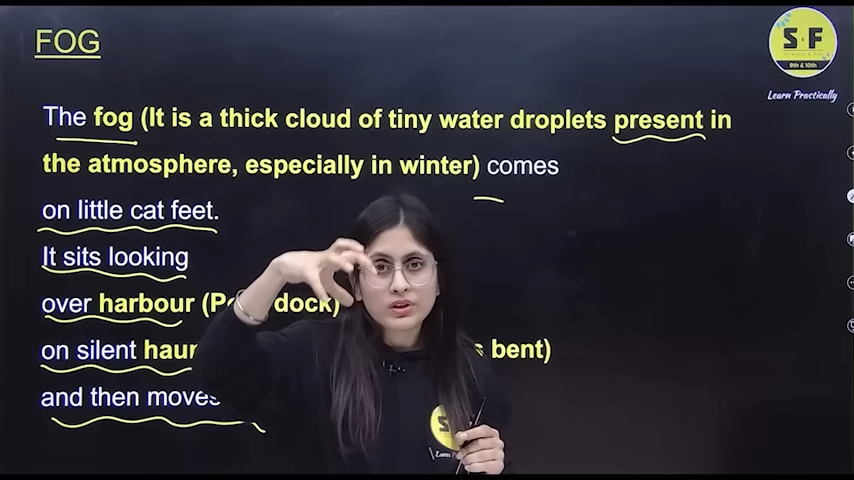 FOG
S F
9th & 10th
Learn Practically
The fog (It is a thick cloud of tiny water droplets present in
the atmosphere, especially in winter) comes
on little cat feet.
It sits looking
over harbour dock)
on silent bent)
and then moves